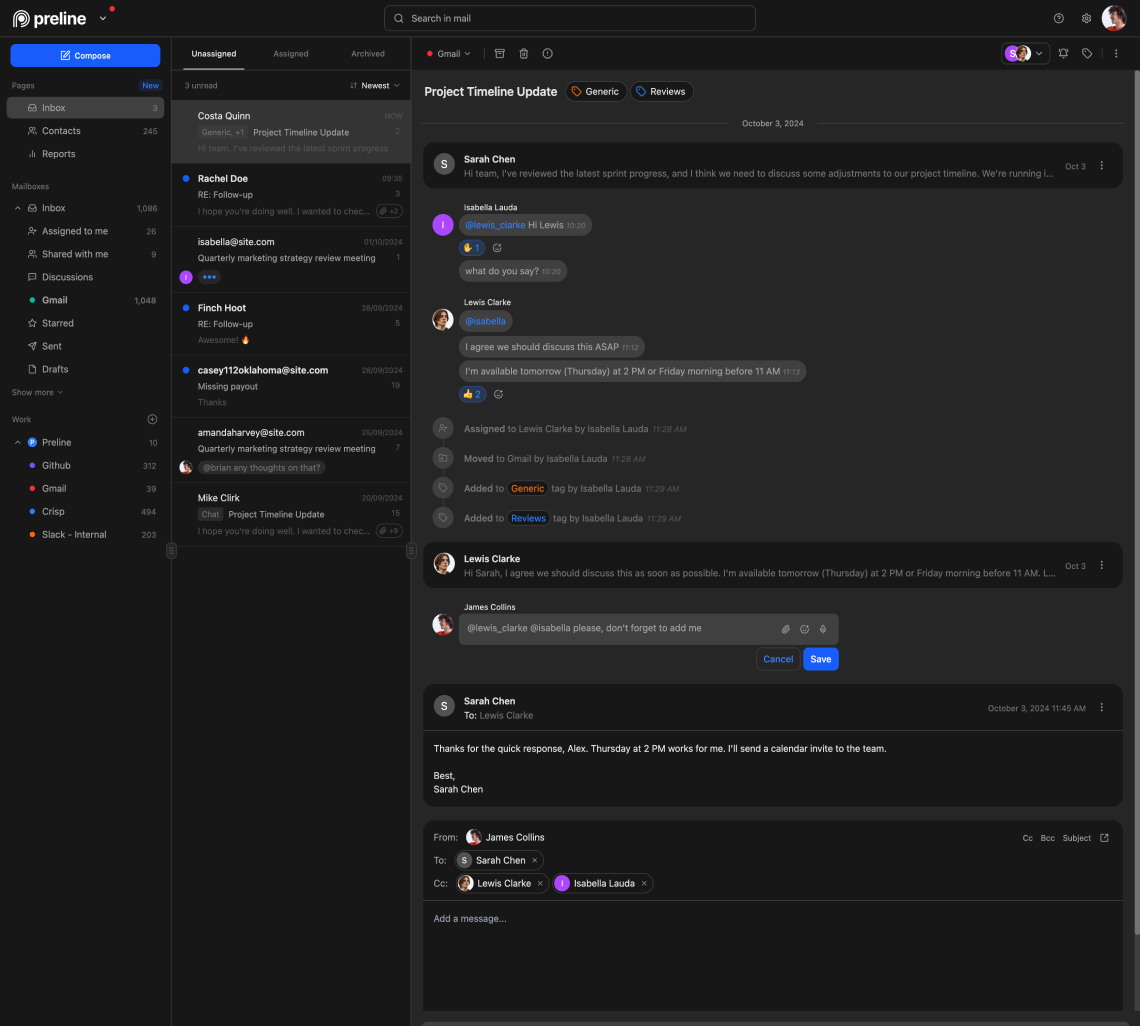 preline
Search in mail
Compose
Pages
New
Inbox 3
Contacts 245
Reports
Mailboxes
Inbox 1,086
Assigned to me 26
Shared with me 9
Discussions
Gmail 1,048
Starred
Sent
Drafts
Show more
Work
P Preline 10
Github 312
Gmail 39
Crisp 494
Slack - Internal 203
Unassigned Assigned Archived
3 unread Newest
Costa Quinn NOW
Generic, +1 Project Timeline Update 2
Hi team, I've reviewed the latest sprint progress
Rachel Doe 09:35
RE: Follow-up 3
I hope you're doing well. I wanted to chec... +2
isabella@site.com 01/10/2024
Quarterly marketing strategy review meeting 1
I •••
Finch Hoot 28/09/2024
RE: Follow-up 5
Awesome! 🔥
casey112oklahoma@site.com 28/09/2024
Missing payout 19
Thanks
amandaharvey@site.com 25/09/2024
Quarterly marketing strategy review meeting 7
@brian any thoughts on that?
Mike Clirk 20/09/2024
Chat Project Timeline Update 15
I hope you're doing well. I wanted to chec... +9
Gmail
S
Project Timeline Update Generic Reviews
October 3, 2024
S
Sarah Chen
Hi team, I've reviewed the latest sprint progress, and I think we need to discuss some adjustments to our project timeline. We're running i... Oct 3
Isabella Lauda
I
@lewis_clarke Hi Lewis 10:20
✋ 1
what do you say? 10:20
Lewis Clarke
@isabella
I agree we should discuss this ASAP 11:12
I'm available tomorrow (Thursday) at 2 PM or Friday morning before 11 AM 11:13
👍 2
Assigned to Lewis Clarke by Isabella Lauda 11:28 AM
Moved to Gmail by Isabella Lauda 11:28 AM
Added to Generic tag by Isabella Lauda 11:29 AM
Added to Reviews tag by Isabella Lauda 11:29 AM
Lewis Clarke
Hi Sarah, I agree we should discuss this as soon as possible. I'm available tomorrow (Thursday) at 2 PM or Friday morning before 11 AM. L... Oct 3
James Collins
@lewis_clarke @isabella please, don't forget to add me
Cancel Save
S
Sarah Chen
To: Lewis Clarke
October 3, 2024 11:45 AM
Thanks for the quick response, Alex. Thursday at 2 PM works for me. I'll send a calendar invite to the team.
Best,
Sarah Chen
From: James Collins Cc Bcc Subject
To: S Sarah Chen ×
Cc: Lewis Clarke × I Isabella Lauda ×
Add a message...